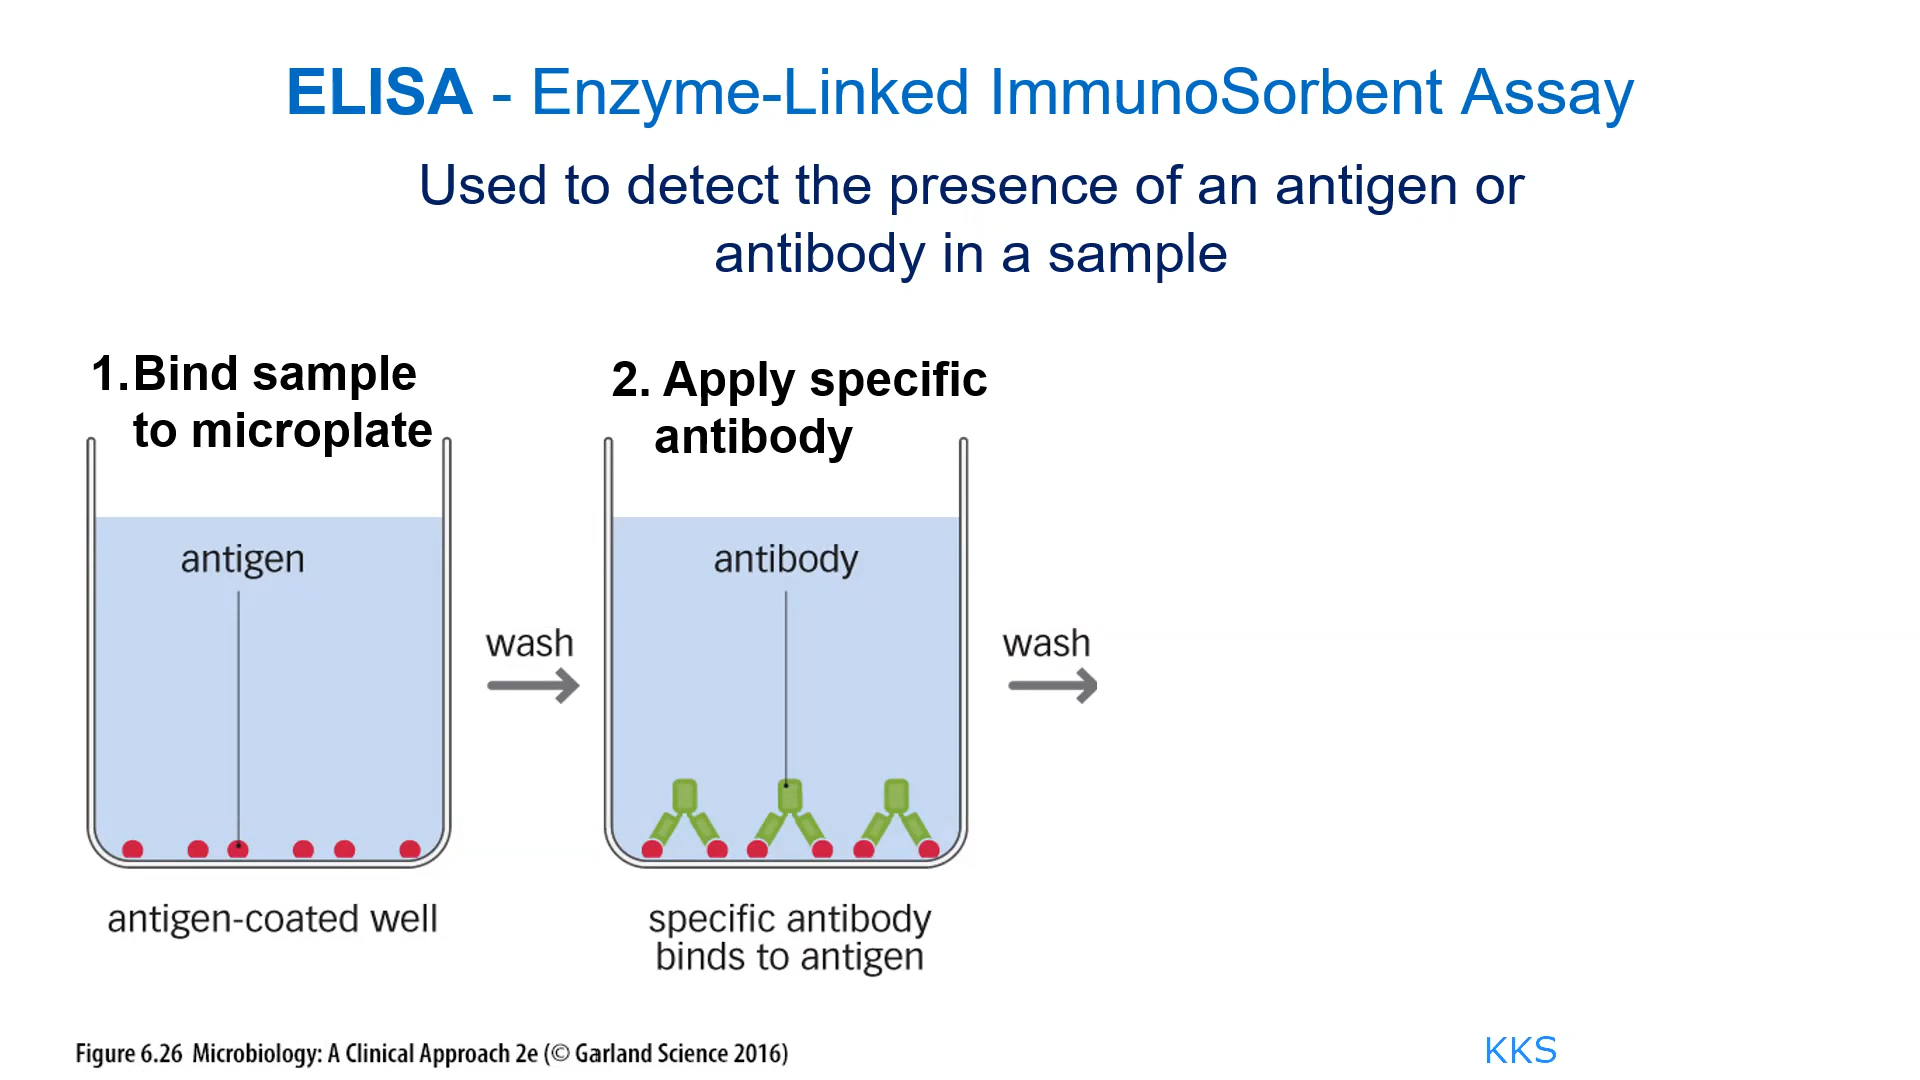 ELISA - Enzyme-Linked ImmunoSorbent Assay
Used to detect the presence of an antigen or
antibody in a sample
1.Bind sample
to microplate
antigen
antigen-coated well
wash
2. Apply specific
antibody
antibody
specific antibody
binds to antigen
wash
Figure 6.26 Microbiology: A Clinical Approach 2e (© Garland Science 2016)
KKS